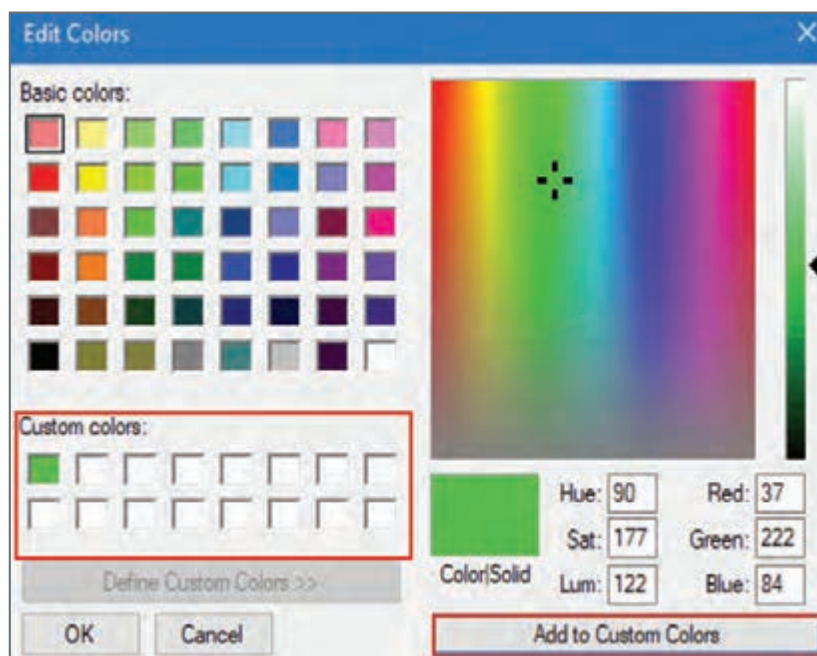 Edit Colors
Basic colors:
Custom colors:
Define Custom Colors >>
OK Cancel
Hue: 90 Red: 37
Sat: 177 Green: 222
Color|Solid Lum: 122 Blue: 84
Add to Custom Colors